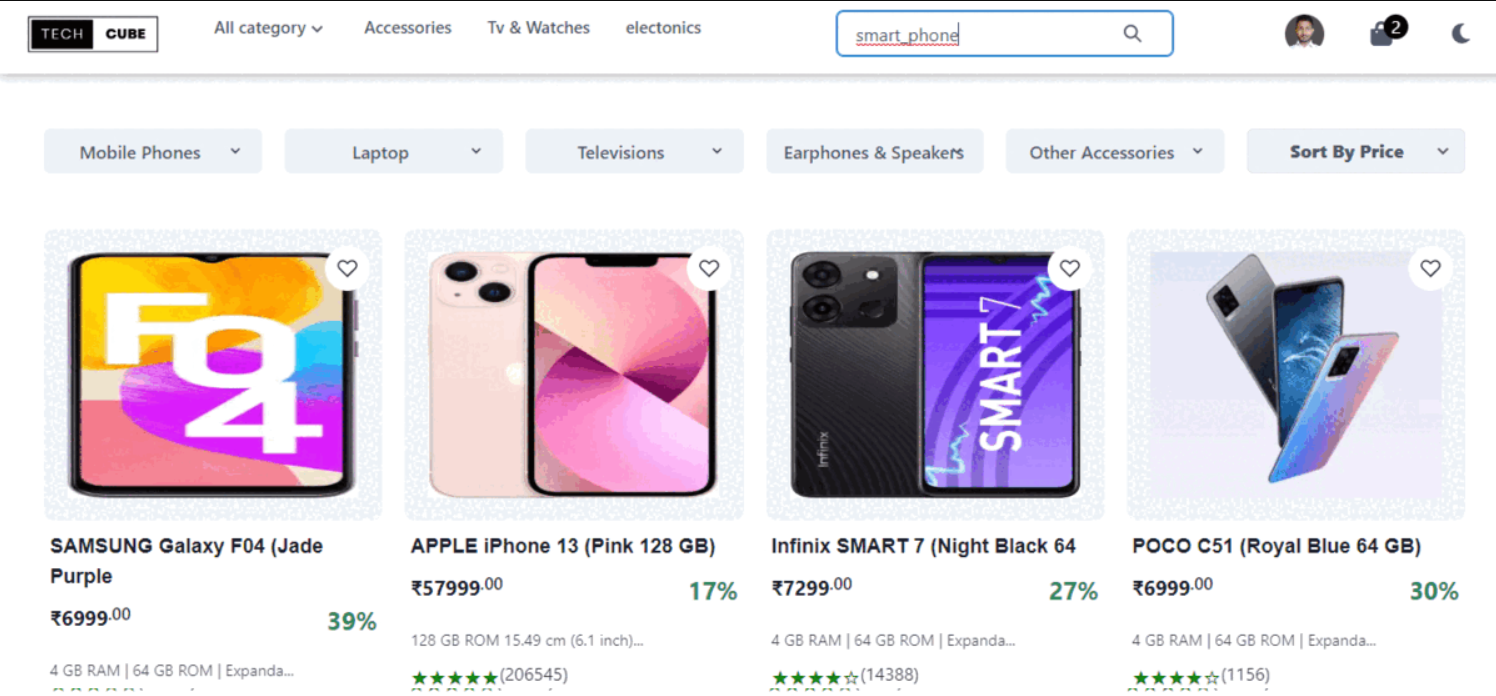 TECH CUBE
All category
Accessories
Tv & Watches
electonics
smart_phone
2
Mobile Phones
Laptop
Televisions
Earphones & Speakers
Other Accessories
Sort By Price
F04
Infinix
SMART 7
SAMSUNG Galaxy F04 (Jade
Purple
₹6999.00
39%
4 GB RAM | 64 GB ROM | Expanda...
APPLE iPhone 13 (Pink 128 GB)
₹57999.00
17%
128 GB ROM 15.49 cm (6.1 inch)...
★★★★★(206545)
Infinix SMART 7 (Night Black 64
₹7299.00
27%
4 GB RAM | 64 GB ROM | Expanda...
★★★★☆(14388)
POCO C51 (Royal Blue 64 GB)
₹6999.00
30%
4 GB RAM | 64 GB ROM | Expanda...
★★★★☆(1156)